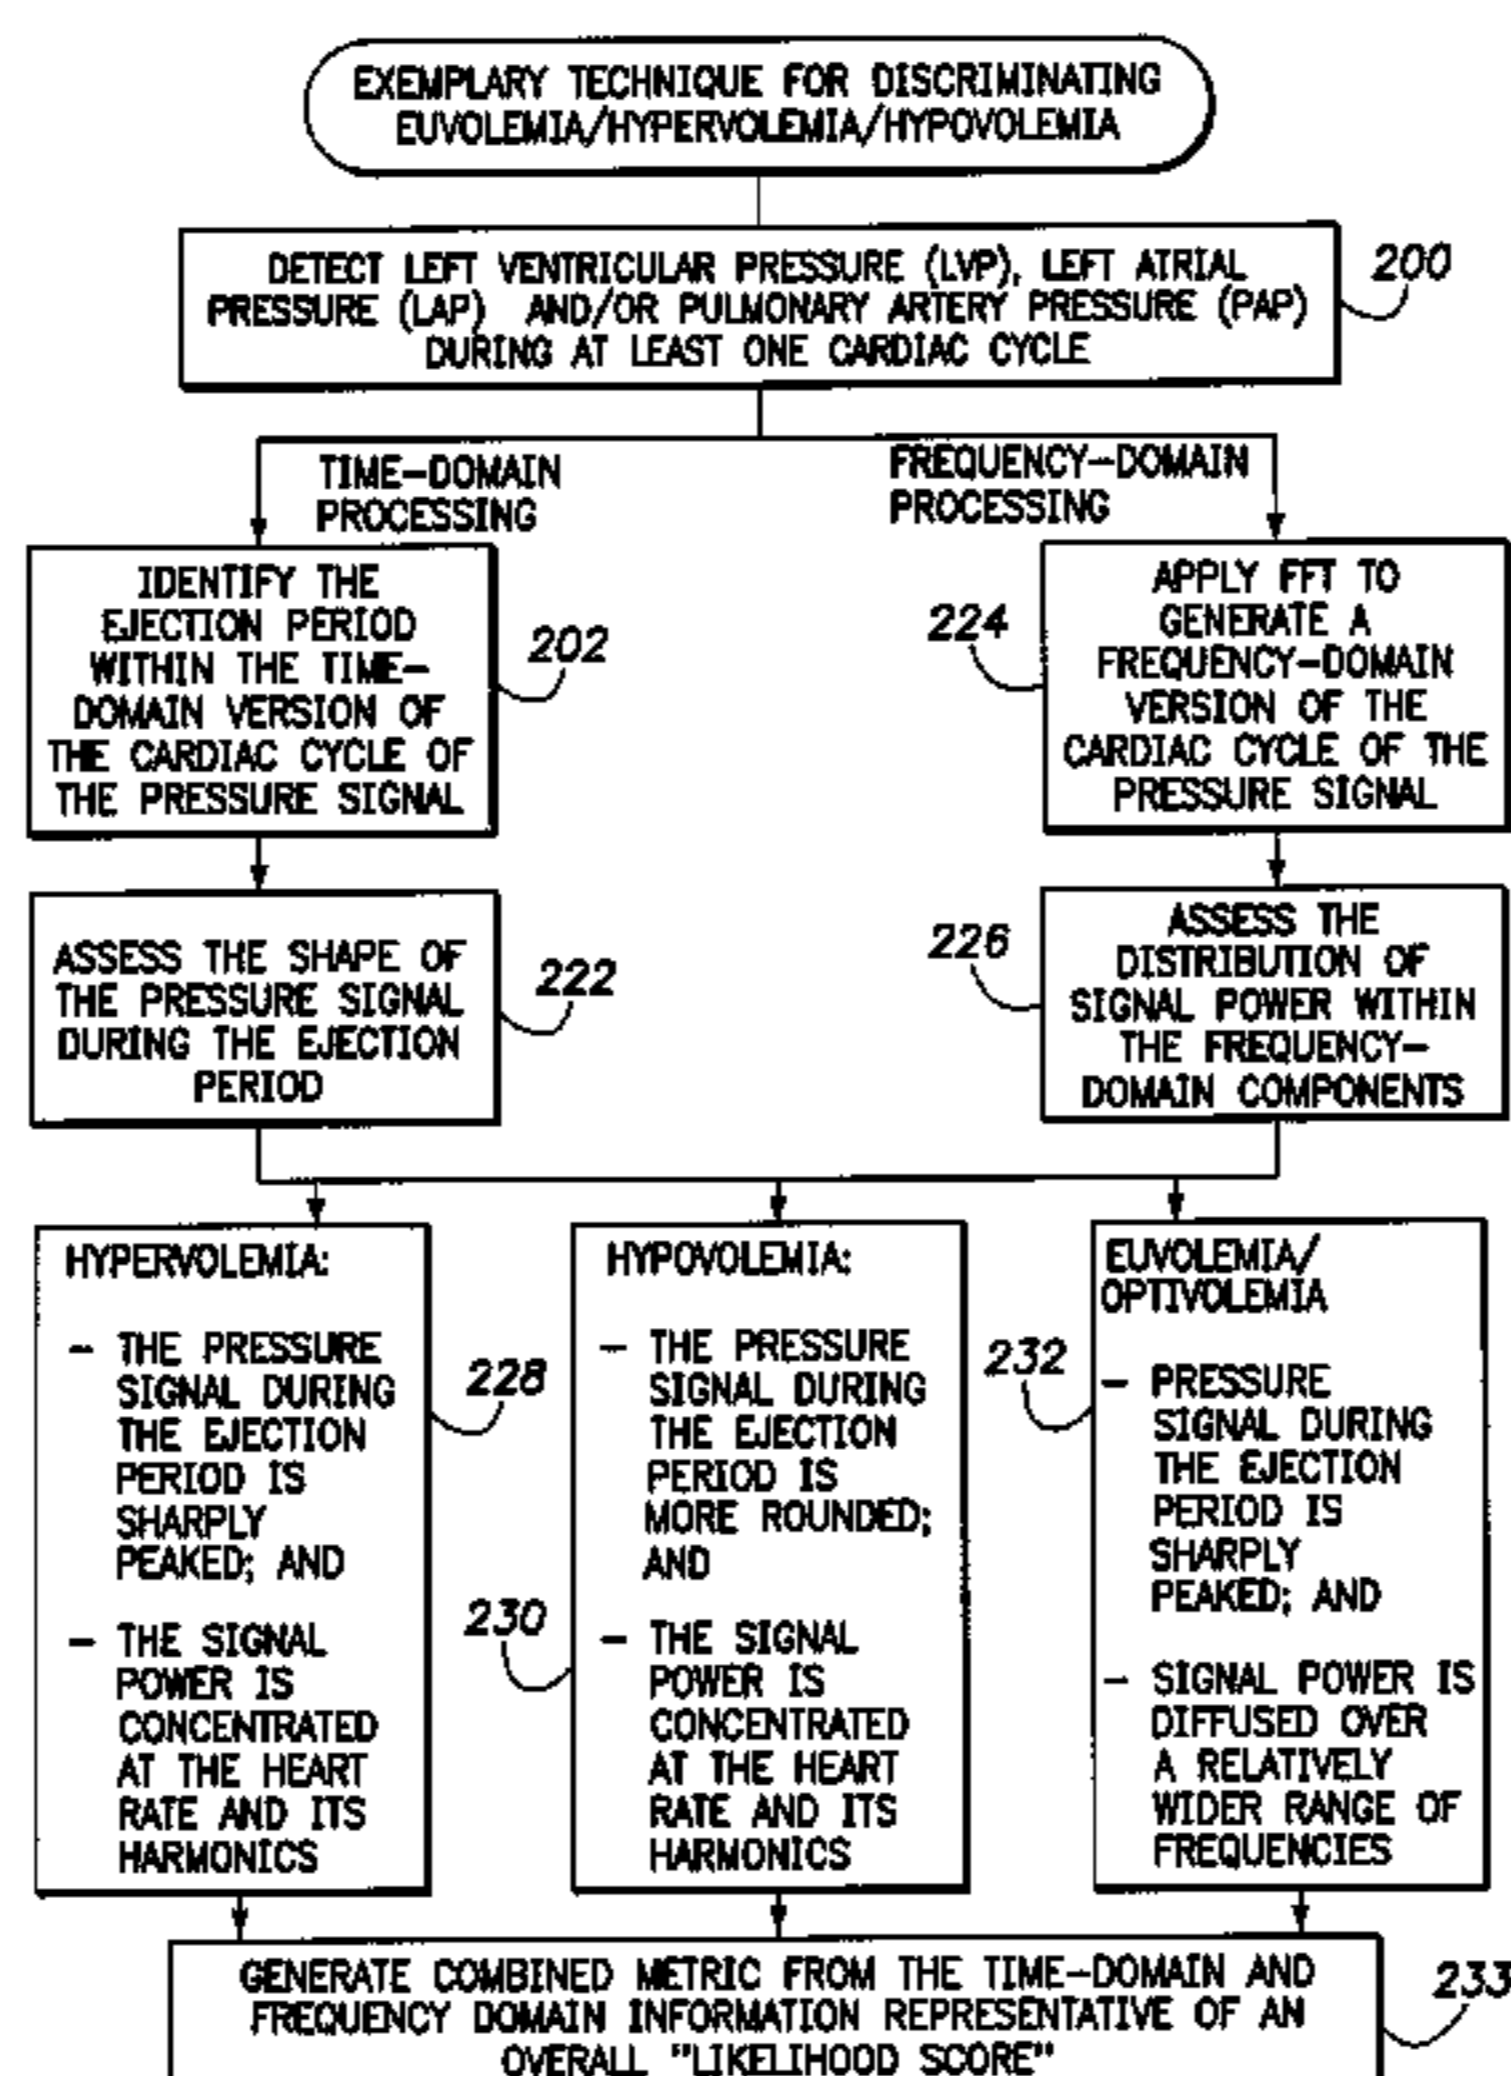 EXEMPLARY TECHNIQUE FOR DISCRIMINATING
EUVOLEMIA/HYPERVOLEMIA/HYPOVOLEMIA
DETECT LEFT VENTRICULAR PRESSURE (LVP), LEFT ATRIAL
PRESSURE (LAP) AND/OR PULMONARY ARTERY PRESSURE (PAP)
DURING AT LEAST ONE CARDIAC CYCLE
200
TIME-DOMAIN
PROCESSING
FREQUENCY-DOMAIN
PROCESSING
IDENTIFY THE
EJECTION PERIOD
WITHIN THE TIME-
DOMAIN VERSION OF
THE CARDIAC CYCLE OF
THE PRESSURE SIGNAL
202
224
APPLY FFT TO
GENERATE A
FREQUENCY-DOMAIN
VERSION OF THE
CARDIAC CYCLE OF THE
PRESSURE SIGNAL
ASSESS THE SHAPE OF
THE PRESSURE SIGNAL
DURING THE EJECTION
PERIOD
222
226
ASSESS THE
DISTRIBUTION OF
SIGNAL POWER WITHIN
THE FREQUENCY-
DOMAIN COMPONENTS
HYPERVOLEMIA:
- THE PRESSURE
SIGNAL DURING
THE EJECTION
PERIOD IS
SHARPLY
PEAKED; AND
- THE SIGNAL
POWER IS
CONCENTRATED
AT THE HEART
RATE AND ITS
HARMONICS
228
HYPOVOLEMIA:
- THE PRESSURE
SIGNAL DURING
THE EJECTION
PERIOD IS
MORE ROUNDED;
AND
- THE SIGNAL
POWER IS
CONCENTRATED
AT THE HEART
RATE AND ITS
HARMONICS
230
EUVOLEMIA/
OPTIVOLEMIA
- PRESSURE
SIGNAL DURING
THE EJECTION
PERIOD IS
SHARPLY
PEAKED; AND
- SIGNAL POWER IS
DIFFUSED OVER
A RELATIVELY
WIDER RANGE OF
FREQUENCIES
232
GENERATE COMBINED METRIC FROM THE TIME-DOMAIN AND
FREQUENCY DOMAIN INFORMATION REPRESENTATIVE OF AN
OVERALL "LIKELIHOOD SCORE"
233